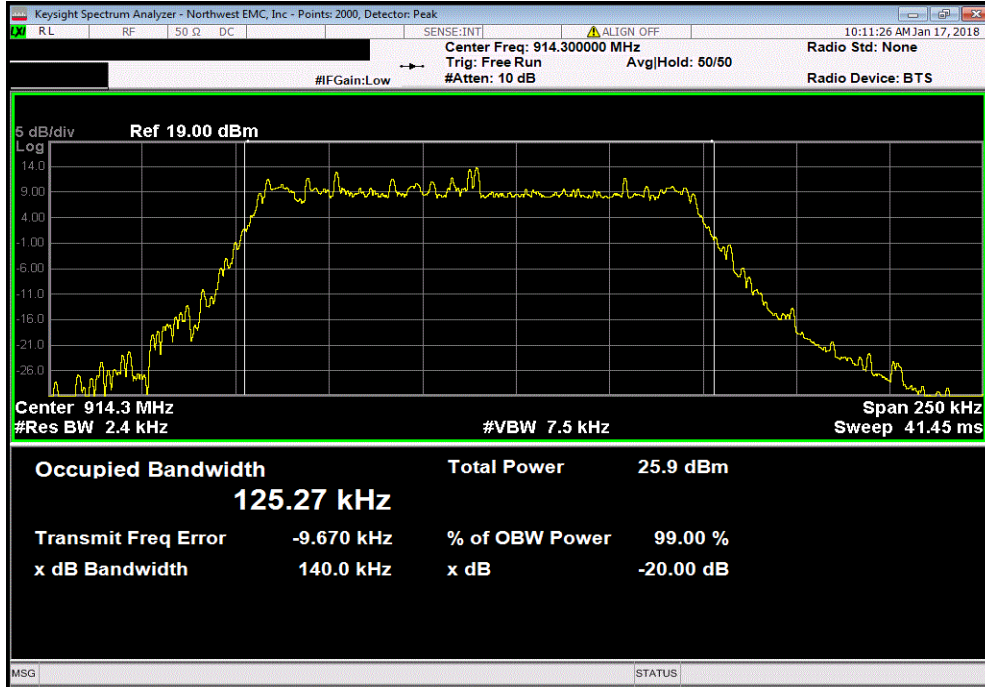 Keysight Spectrum Analyzer - Northwest EMC, Inc - Points: 2000, Detector: Peak
LXI RL RF 50 Ω DC SENSE:INT ALIGN OFF 10:11:26 AM Jan 17, 2018
Center Freq: 914.300000 MHz Radio Std: None
Trig: Free Run Avg|Hold: 50/50
#IFGain:Low #Atten: 10 dB Radio Device: BTS
5 dB/div Ref 19.00 dBm
Log
14.0
9.00
4.00
-1.00
-6.00
-11.0
-16.0
-21.0
-26.0
Center 914.3 MHz Span 250 kHz
#Res BW 2.4 kHz #VBW 7.5 kHz Sweep 41.45 ms
Occupied Bandwidth Total Power 25.9 dBm
125.27 kHz
Transmit Freq Error -9.670 kHz % of OBW Power 99.00 %
x dB Bandwidth 140.0 kHz x dB -20.00 dB
MSG STATUS